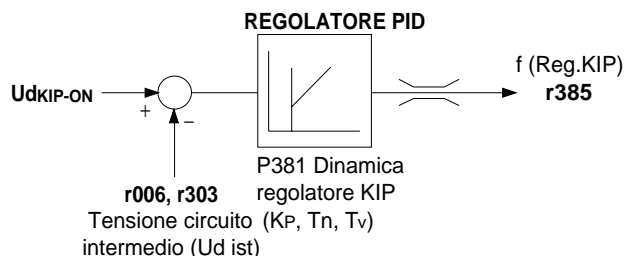 REGOLATORE PID
f (Reg.KIP)
r385
UdKIP-ON
+
–
P381 Dinamica
regolatore KIP
(KP, Tn, Tv)
r006, r303
Tensione circuito
intermedio (Ud ist)